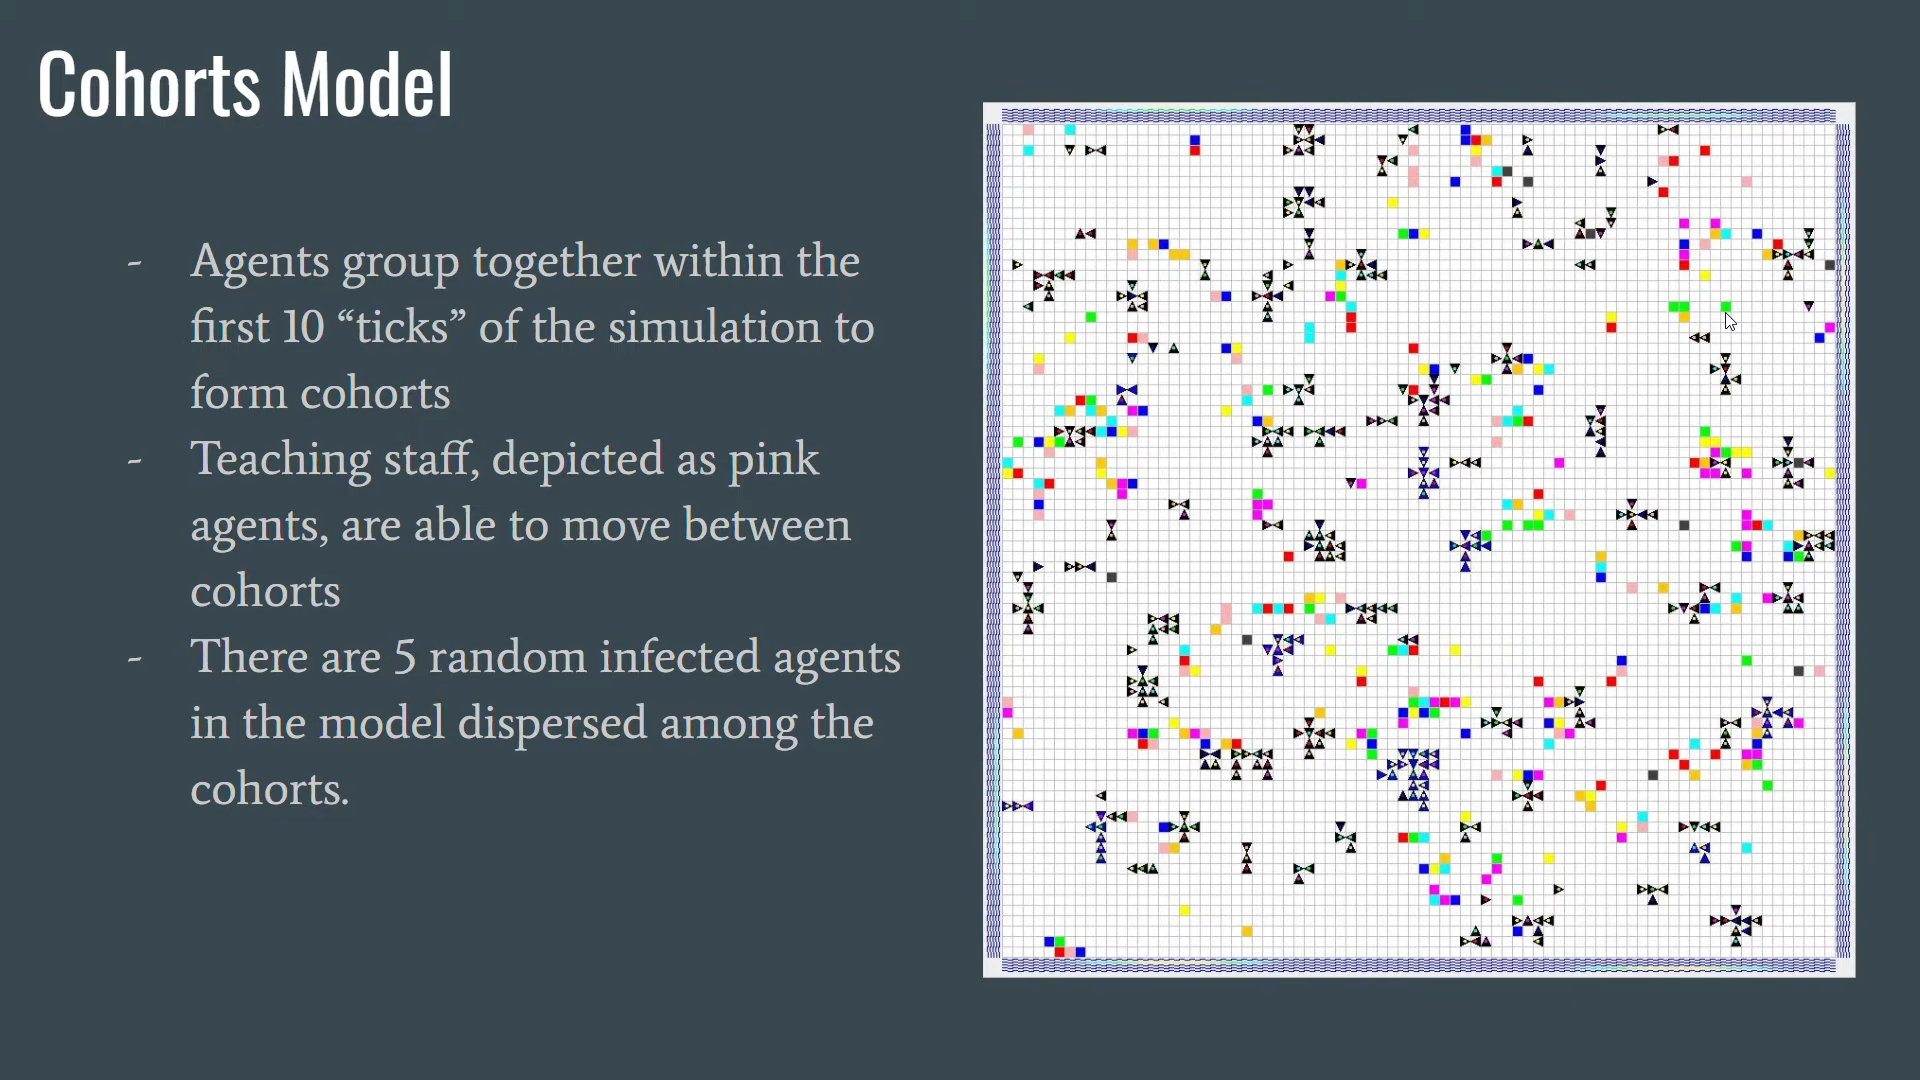 Cohorts Model
- Agents group together within the
first 10 “ticks” of the simulation to
form cohorts
- Teaching staff, depicted as pink
agents, are able to move between
cohorts
- There are 5 random infected agents
in the model dispersed among the
cohorts.